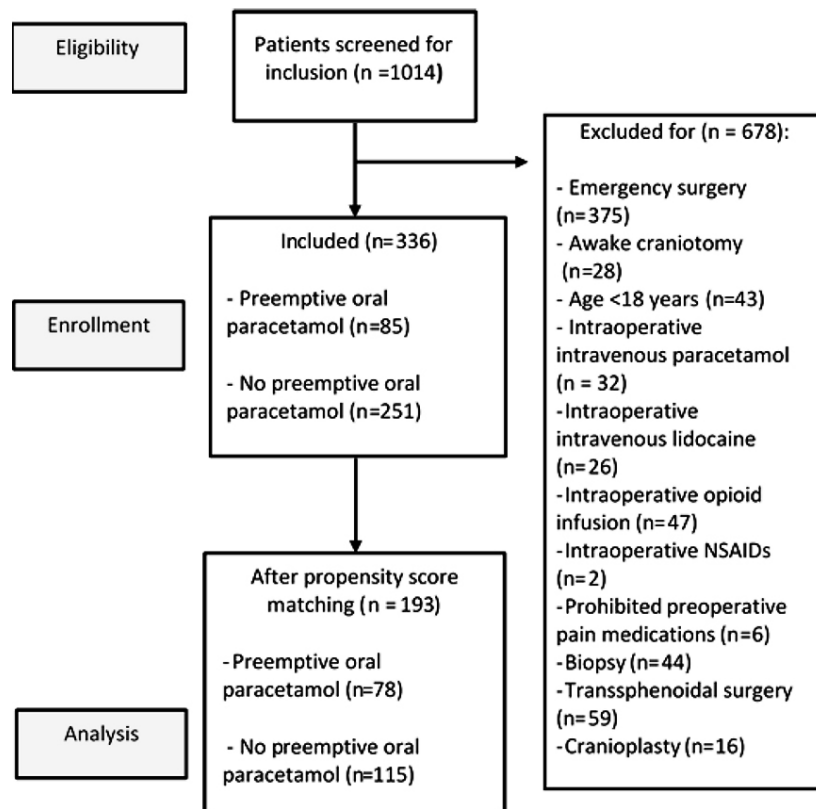 Eligibility
Patients screened for
inclusion (n =1014)
Excluded for (n = 678):
- Emergency surgery
(n=375)
- Awake craniotomy
(n=28)
- Age <18 years (n=43)
- Intraoperative
intravenous paracetamol
(n = 32)
-Intraoperative
intravenous lidocaine
(n=26)
-Intraoperative opioid
infusion (n=47)
-Intraoperative NSAIDs
(n=2)
-Prohibited preoperative
pain medications (n=6)
-Biopsy (n=44)
-Transsphenoidal surgery
(n=59)
-Cranioplasty (n=16)
Enrollment
Included (n=336)
- Preemptive oral
paracetamol (n=85)
- No preemptive oral
paracetamol (n=251)
Analysis
After propensity score
matching (n = 193)
-Preemptive oral
paracetamol (n=78)
- No preemptive oral
paracetamol (n=115)